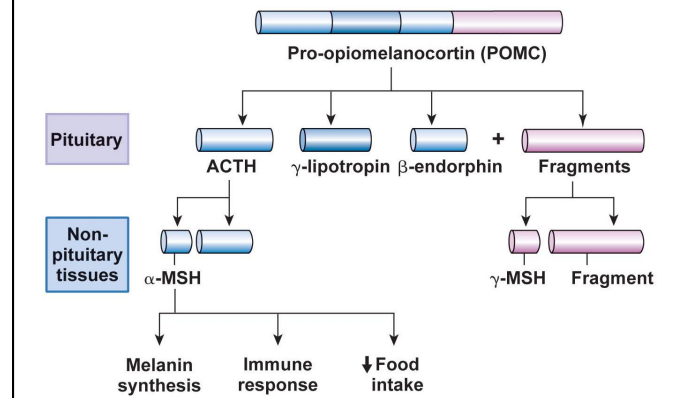 Pro-opiomelanocortin (POMC)
Pituitary
+
ACTH
γ-lipotropin
β-endorphin
Fragments
Non-
pituitary
tissues
α-MSH
γ-MSH
Fragment
Melanin
synthesis
Immune
response
↓Food
intake